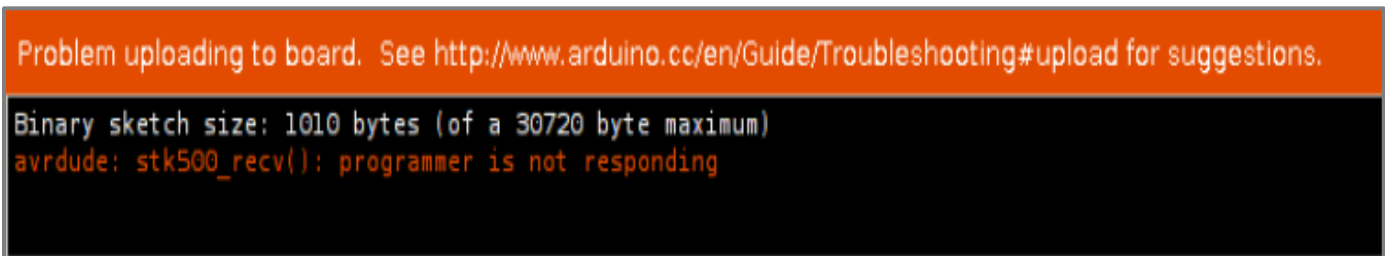 Problem uploading to board.  See http://www.arduino.cc/en/Guide/Troubleshooting#upload for suggestions.
Binary sketch size: 1010 bytes (of a 30720 byte maximum)
avrdude: stk500_recv(): programmer is not responding